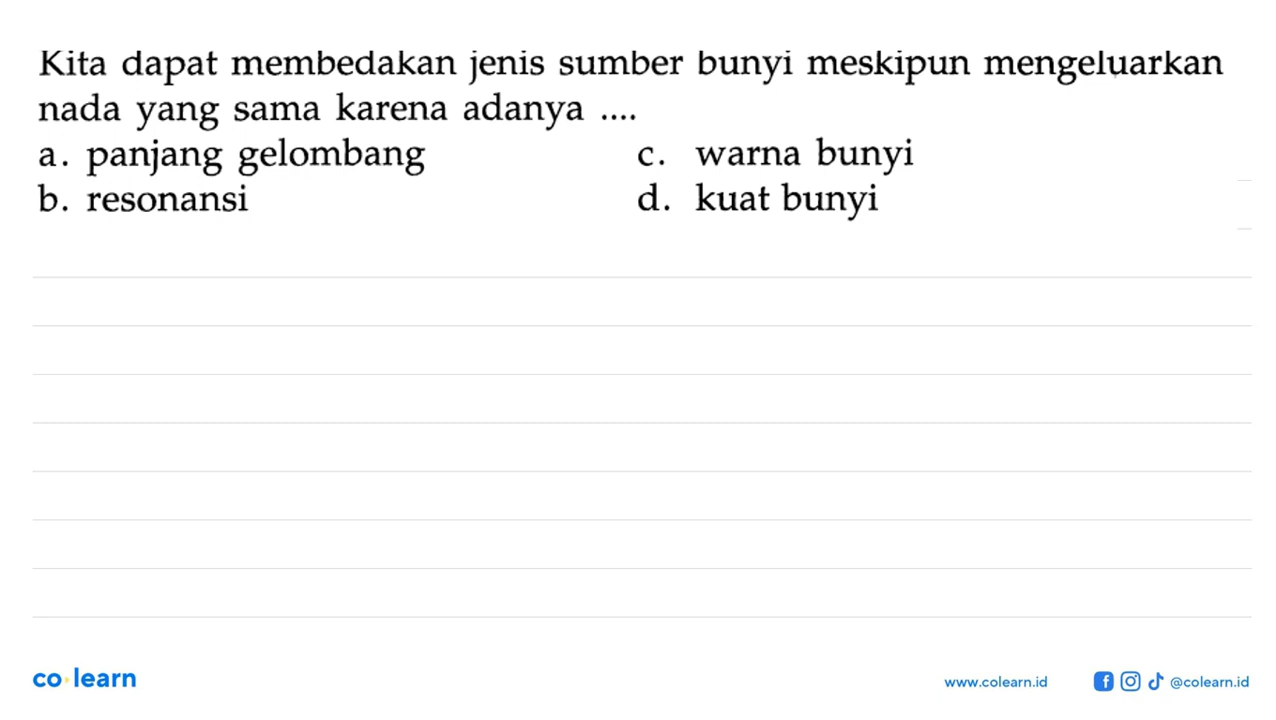 Kita dapat membedakan jenis sumber bunyi meskipun mengeluarkan
nada yang sama karena adanya ....
a. panjang gelombang c. warna bunyi
b. resonansi d. kuat bunyi
co learn www.colearn.id @colearn.id